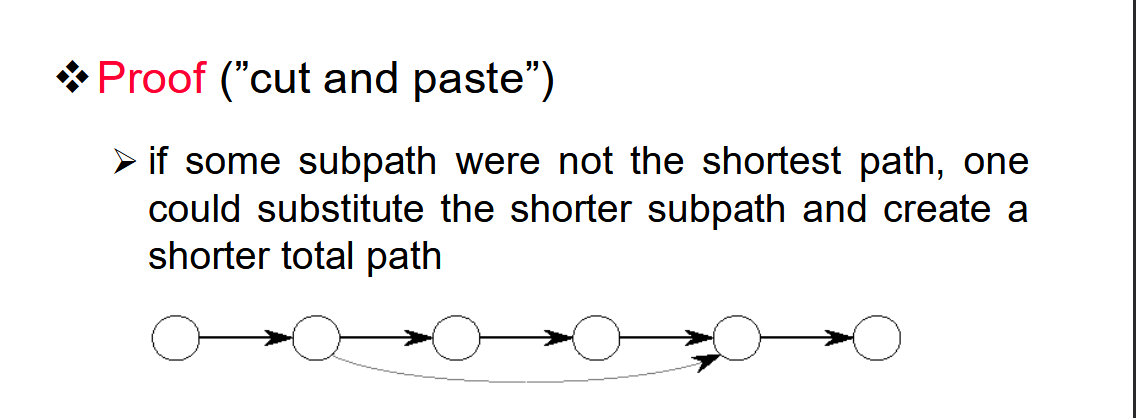 ❖ Proof (”cut and paste”)
➢ if some subpath were not the shortest path, one
could substitute the shorter subpath and create a
shorter total path